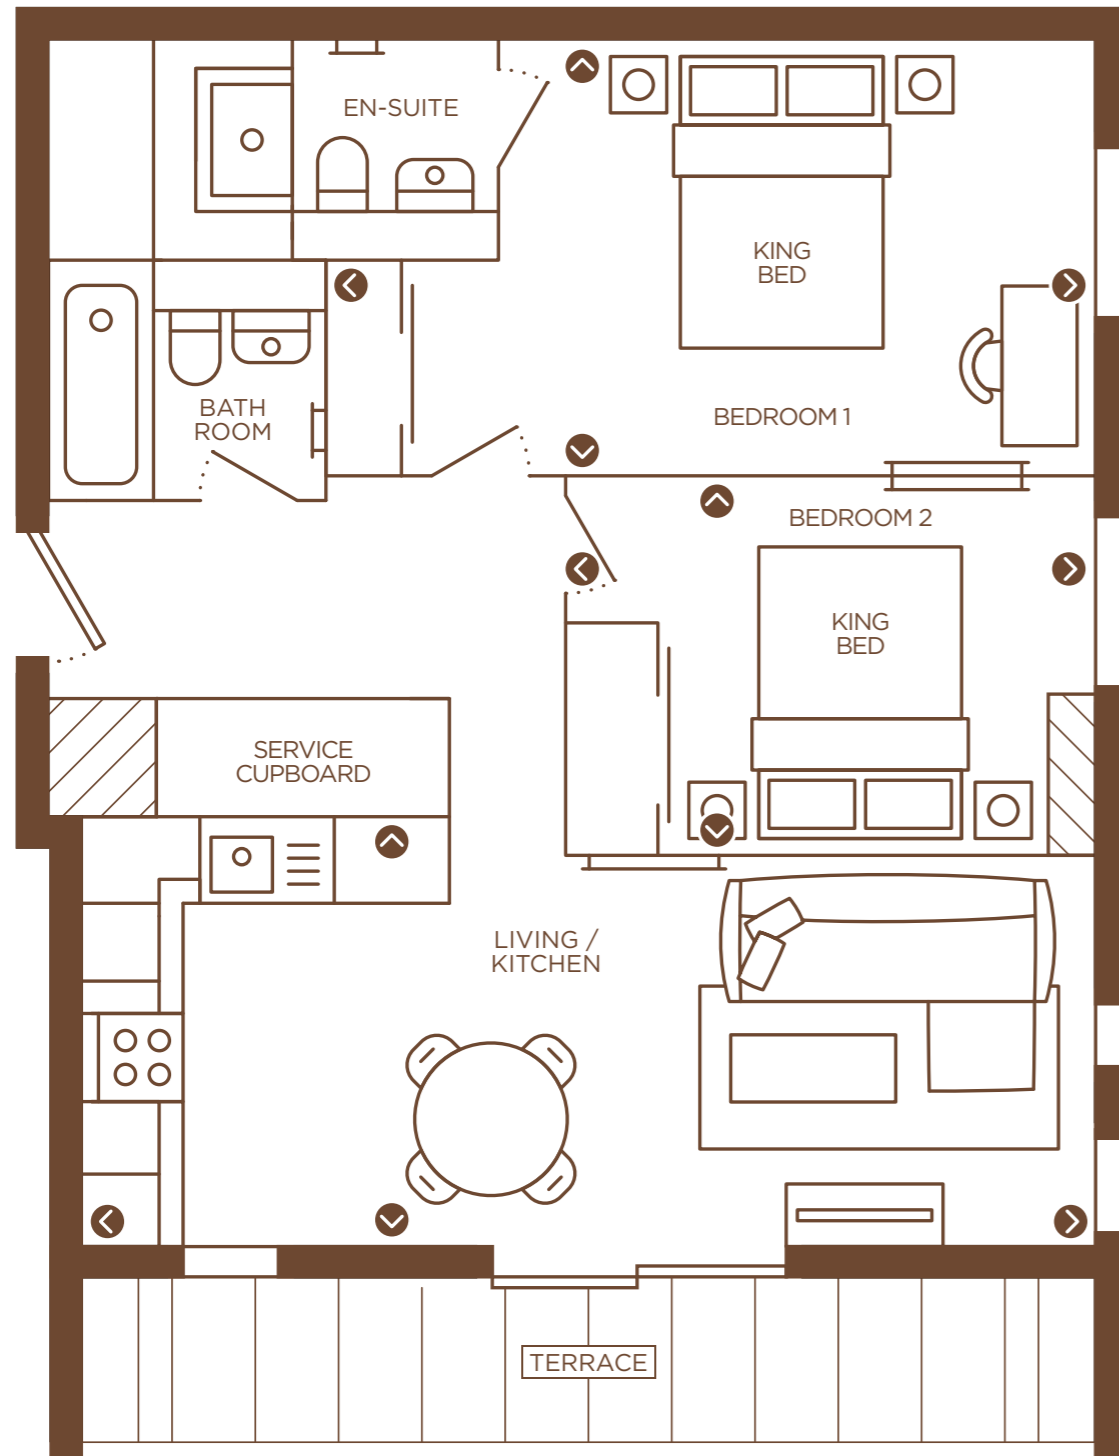 EN-SUITE
KING
BED
BATH
ROOM
BEDROOM 1
BEDROOM 2
KING
BED
SERVICE
CUPBOARD
LIVING /
KITCHEN
TERRACE